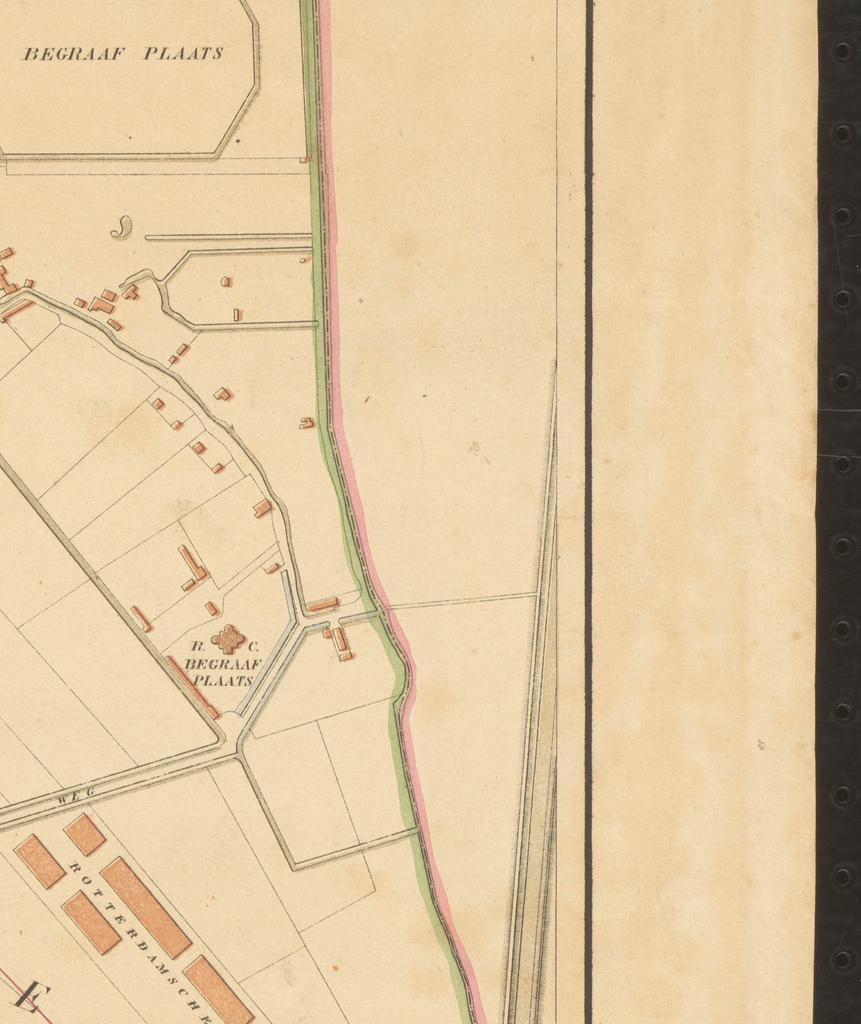 BEGRAAF PLAATS
R. C.
BEGRAAF
PLAATS
WEG
ROTTERDAMSCHE
E